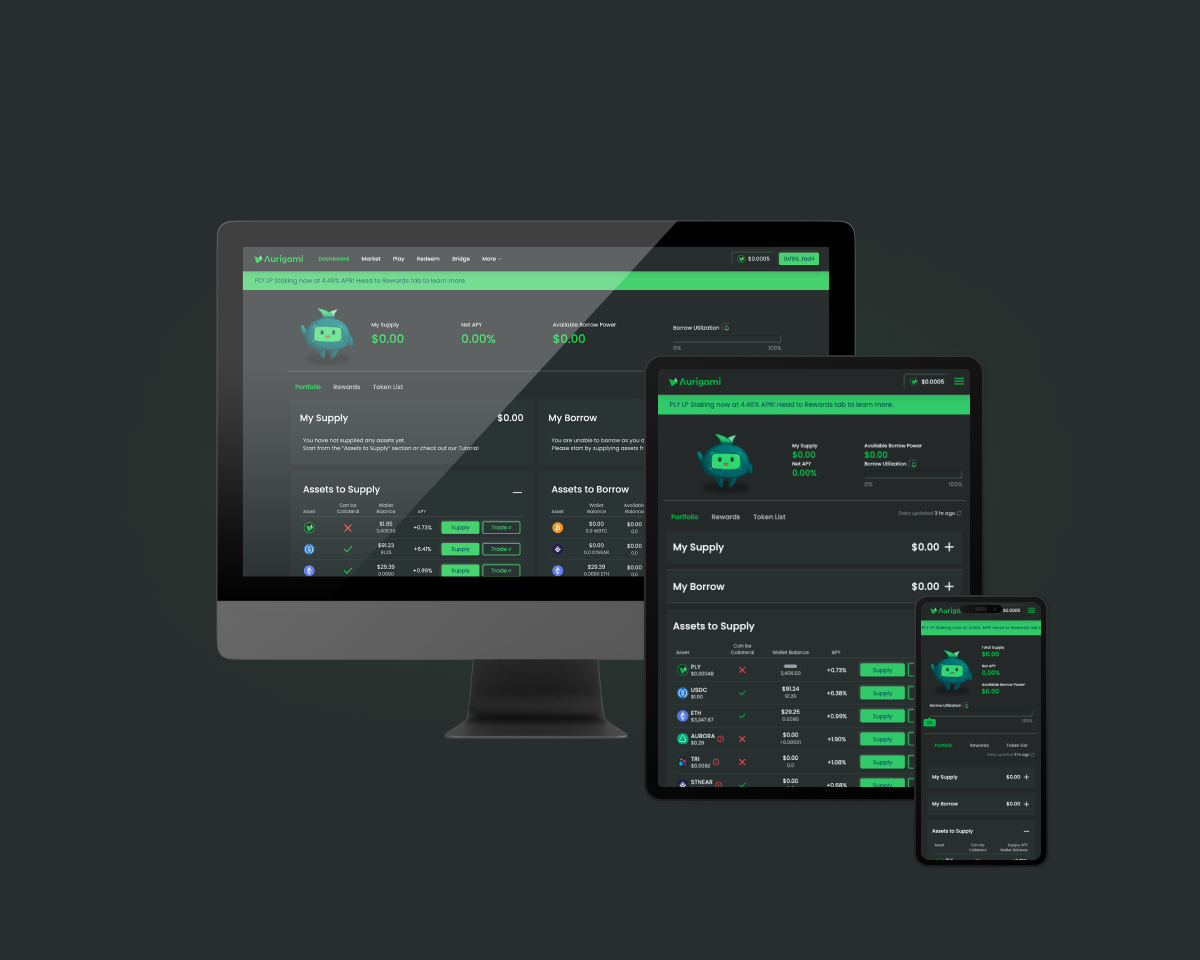 Aurigami Dashboard Market Play Redeem Bridge More $0.0005 0xf89...fad4
PLY LP Staking now at 4.46% APR! Head to Rewards tab to learn more.
My Supply Net APY Available Borrow Power Borrow Utilization
$0.00 0.00% $0.00
0% 100%
Portfolio Rewards Token List
My Supply $0.00 My Borrow
You have not supplied any assets yet. You are unable to borrow as you d
Start from the "Assets to Supply" section or check out our Tutorial Please start by supplying assets fr
Assets to Supply Assets to Borrow
Asset Can be Collateral Wallet Balance APY Asset Wallet Balance Available Balance
$1.65 3,406.50 +0.73% Supply Trade $0.00 0.0 WBTC $0.00 0.0
$91.23 91.20 +6.41% Supply Trade $0.00 0.0 STNEAR $0.00 0.0
$29.39 0.0090 +0.99% Supply Trade $29.39 0.0090 ETH $0.00 0.0
Aurigami $0.0005
PLY LP Staking now at 4.46% APR! Head to Rewards tab to learn more.
My Supply Available Borrow Power
$0.00 $0.00
Net APY Borrow Utilization
0.00%
0% 100%
Portfolio Rewards Token List Data updated 3 hr ago
My Supply $0.00
My Borrow $0.00
Assets to Supply
Asset Can be Collateral Wallet Balance APY
PLY $0.00048 3,406.50 +0.73% Supply
USDC $1.00 $91.24 91.25 +6.38% Supply
ETH $3,247.87 $29.25 0.0090 +0.99% Supply
AURORA $0.29 $0.00 +0.00001 +1.90% Supply
TRI $0.0092 $0.00 0.0 +1.08% Supply
STNEAR $0.00 +0.68% Supply
Auriga $0.0005
PLY LP Staking now at 4.46% APR! Head to Rewards tab t
Total Supply
$0.00
Net APY
0.00%
Available Borrow Power
$0.00
Borrow Utilization
0% 100%
Portfolio Rewards Token List
Data updated 3 hr ago
My Supply $0.00
My Borrow $0.00
Assets to Supply
Asset Can be Collateral Supply APY Wallet Balance